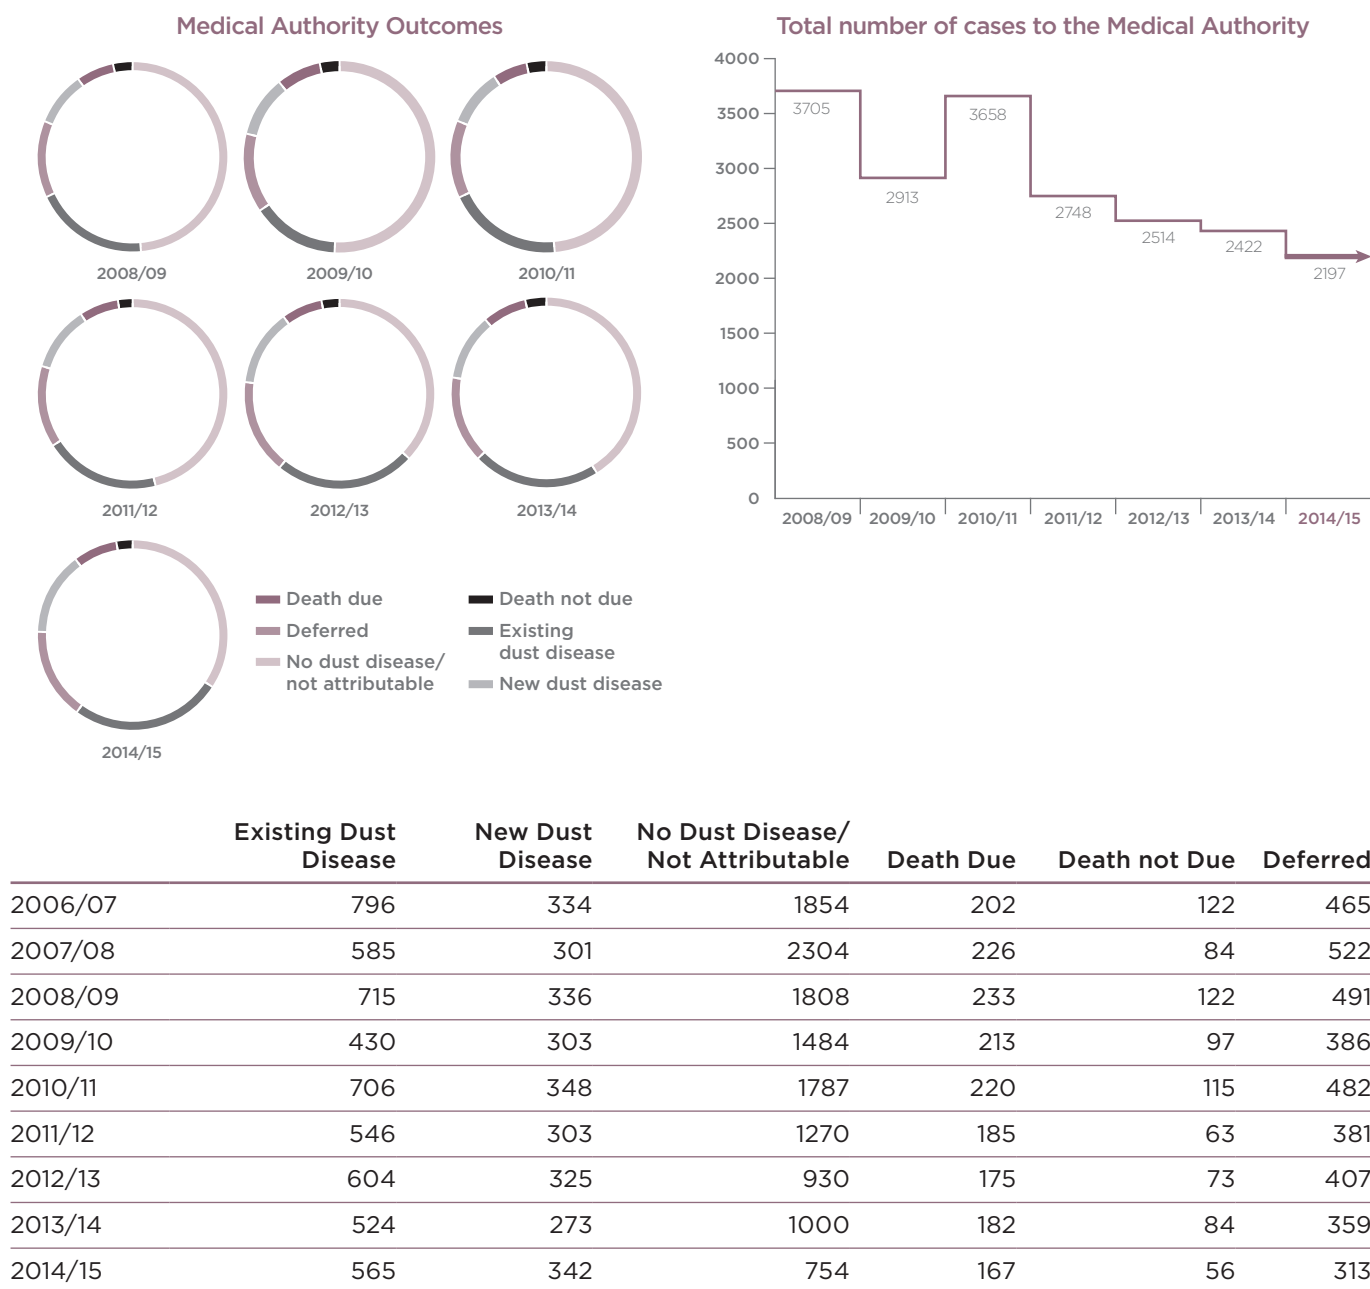 Medical Authority Outcomes
2008/09
2009/10
2010/11
2011/12
2012/13
2013/14
2014/15
Death due
Deferred
No dust disease/
not attributable
Death not due
Existing
dust disease
New dust disease
Total number of cases to the Medical Authority
4000
3500
3000
2500
2000
1500
1000
500
0
3705
2913
3658
2748
2514
2422
2197
2008/09 2009/10 2010/11 2011/12 2012/13 2013/14 2014/15
Existing Dust New Dust No Dust Disease/
Disease Disease Not Attributable Death Due Death not Due Deferred
2006/07 796 334 1854 202 122 465
2007/08 585 301 2304 226 84 522
2008/09 715 336 1808 233 122 491
2009/10 430 303 1484 213 97 386
2010/11 706 348 1787 220 115 482
2011/12 546 303 1270 185 63 381
2012/13 604 325 930 175 73 407
2013/14 524 273 1000 182 84 359
2014/15 565 342 754 167 56 313